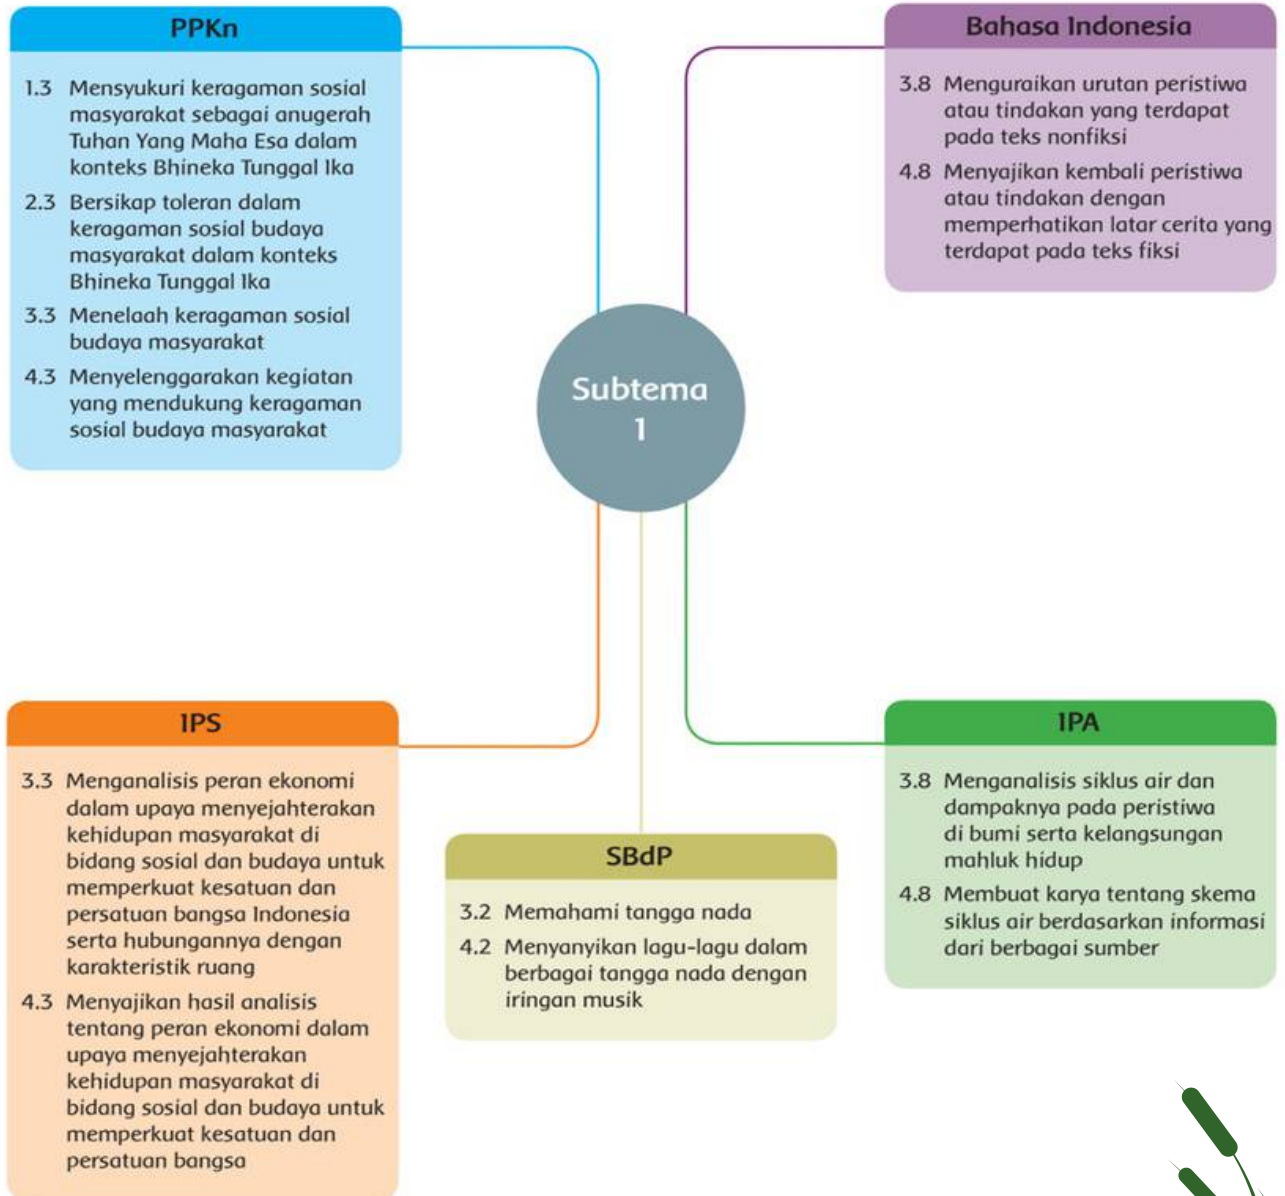 PPKn
1.3 Mensyukuri keragaman sosial
masyarakat sebagai anugerah
Tuhan Yang Maha Esa dalam
konteks Bhineka Tunggal Ika
2.3 Bersikap toleran dalam
keragaman sosial budaya
masyarakat dalam konteks
Bhineka Tunggal Ika
3.3 Menelaah keragaman sosial
budaya masyarakat
4.3 Menyelenggarakan kegiatan
yang mendukung keragaman
sosial budaya masyarakat
Bahasa Indonesia
3.8 Menguraikan urutan peristiwa
atau tindakan yang terdapat
pada teks nonfiksi
4.8 Menyajikan kembali peristiwa
atau tindakan dengan
memperhatikan latar cerita yang
terdapat pada teks fiksi
Subtema
1
IPS
3.3 Menganalisis peran ekonomi
dalam upaya menyejahterakan
kehidupan masyarakat di
bidang sosial dan budaya untuk
memperkuat kesatuan dan
persatuan bangsa Indonesia
serta hubungannya dengan
karakteristik ruang
4.3 Menyajikan hasil analisis
tentang peran ekonomi dalam
upaya menyejahterakan
kehidupan masyarakat di
bidang sosial dan budaya untuk
memperkuat kesatuan dan
persatuan bangsa
SBdP
3.2 Memahami tangga nada
4.2 Menyanyikan lagu-lagu dalam
berbagai tangga nada dengan
iringan musik
IPA
3.8 Menganalisis siklus air dan
dampaknya pada peristiwa
di bumi serta kelangsungan
mahluk hidup
4.8 Membuat karya tentang skema
siklus air berdasarkan informasi
dari berbagai sumber